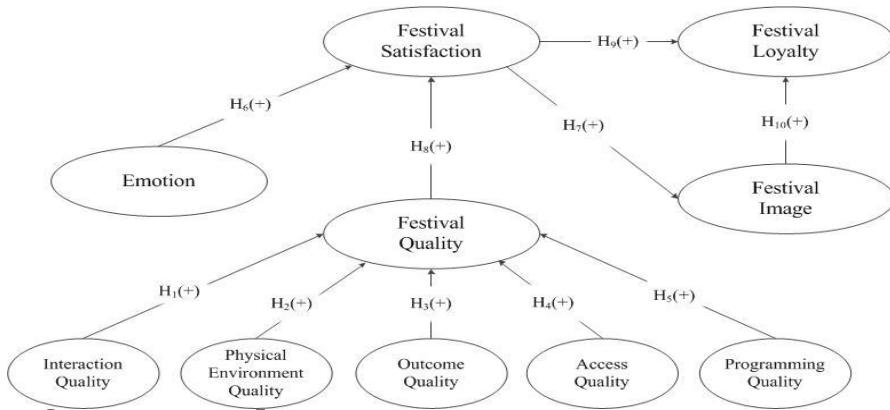 Festival
Satisfaction
H₉(+)
Festival
Loyalty
H₆(+)
H₇(+)
H₁₀(+)
H₈(+)
Emotion
Festival
Image
Festival
Quality
H₁(+)
H₂(+)
H₃(+)
H₄(+)
H₅(+)
Interaction
Quality
Physical
Environment
Quality
Outcome
Quality
Access
Quality
Programming
Quality